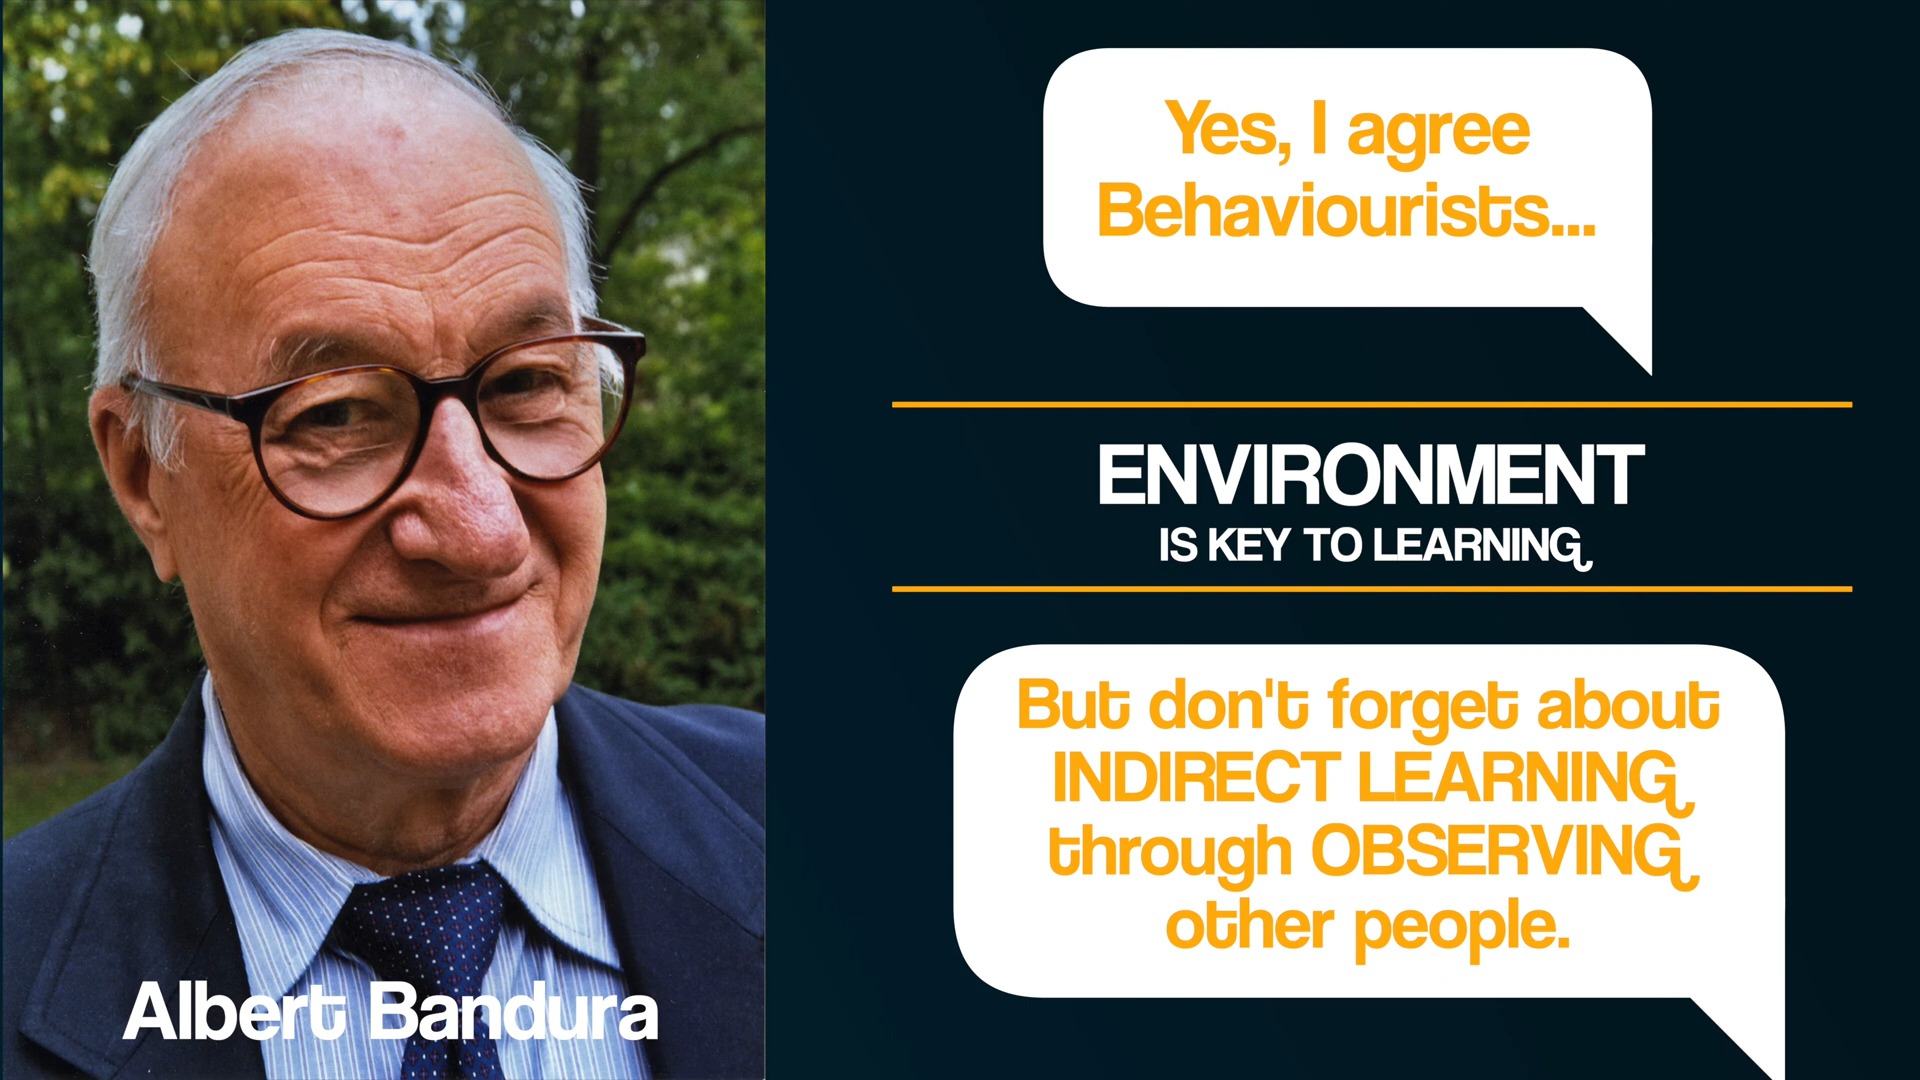 Yes, I agree
Behaviourists...
ENVIRONMENT
IS KEY TO LEARNING
But don't forget about
INDIRECT LEARNING
through OBSERVING
other people.
Albert Bandura